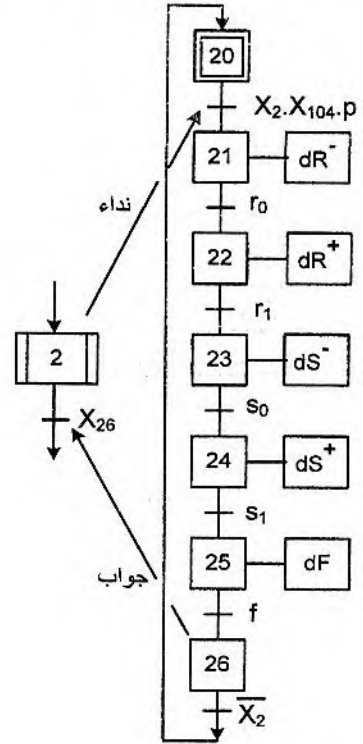 20
X₂.X₁₀₄.p
21 dR⁻
نداء
r₀
22 dR⁺
r₁
2
23 dS⁻
X₂₆
s₀
24 dS⁺
s₁
جواب
25 dF
f
26
X̅₂